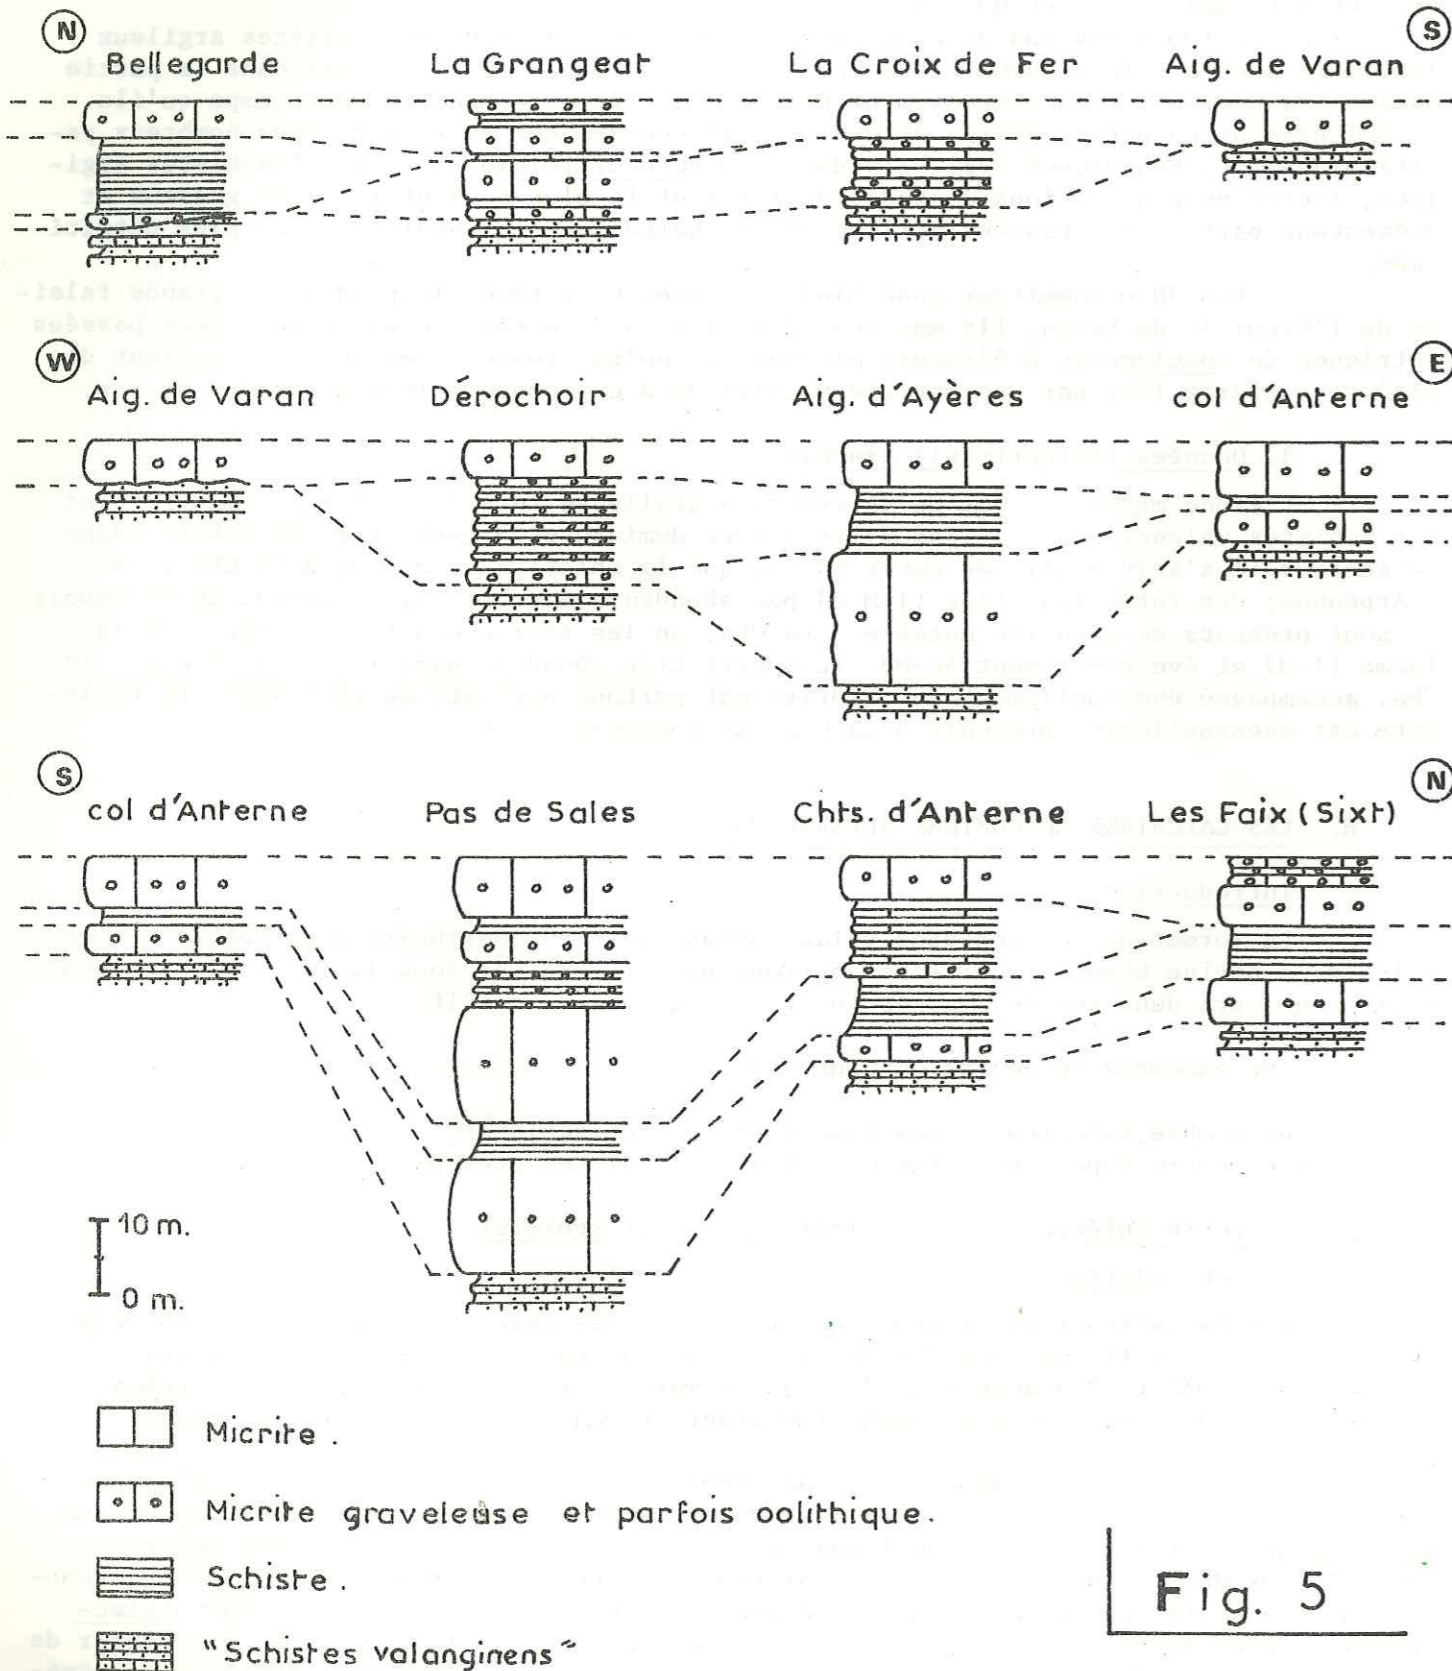 N S
Bellegarde La Grangeat La Croix de Fer Aig. de Varan
W E
Aig. de Varan Dérochoir Aig. d'Ayères col d'Anterne
S N
col d'Anterne Pas de Sales Chts. d'Anterne Les Faix (Sixt)
10 m.
0 m.
Micrite.
Micrite graveleuse et parfois oolithique.
Schiste.
"Schistes valanginens"
Fig. 5